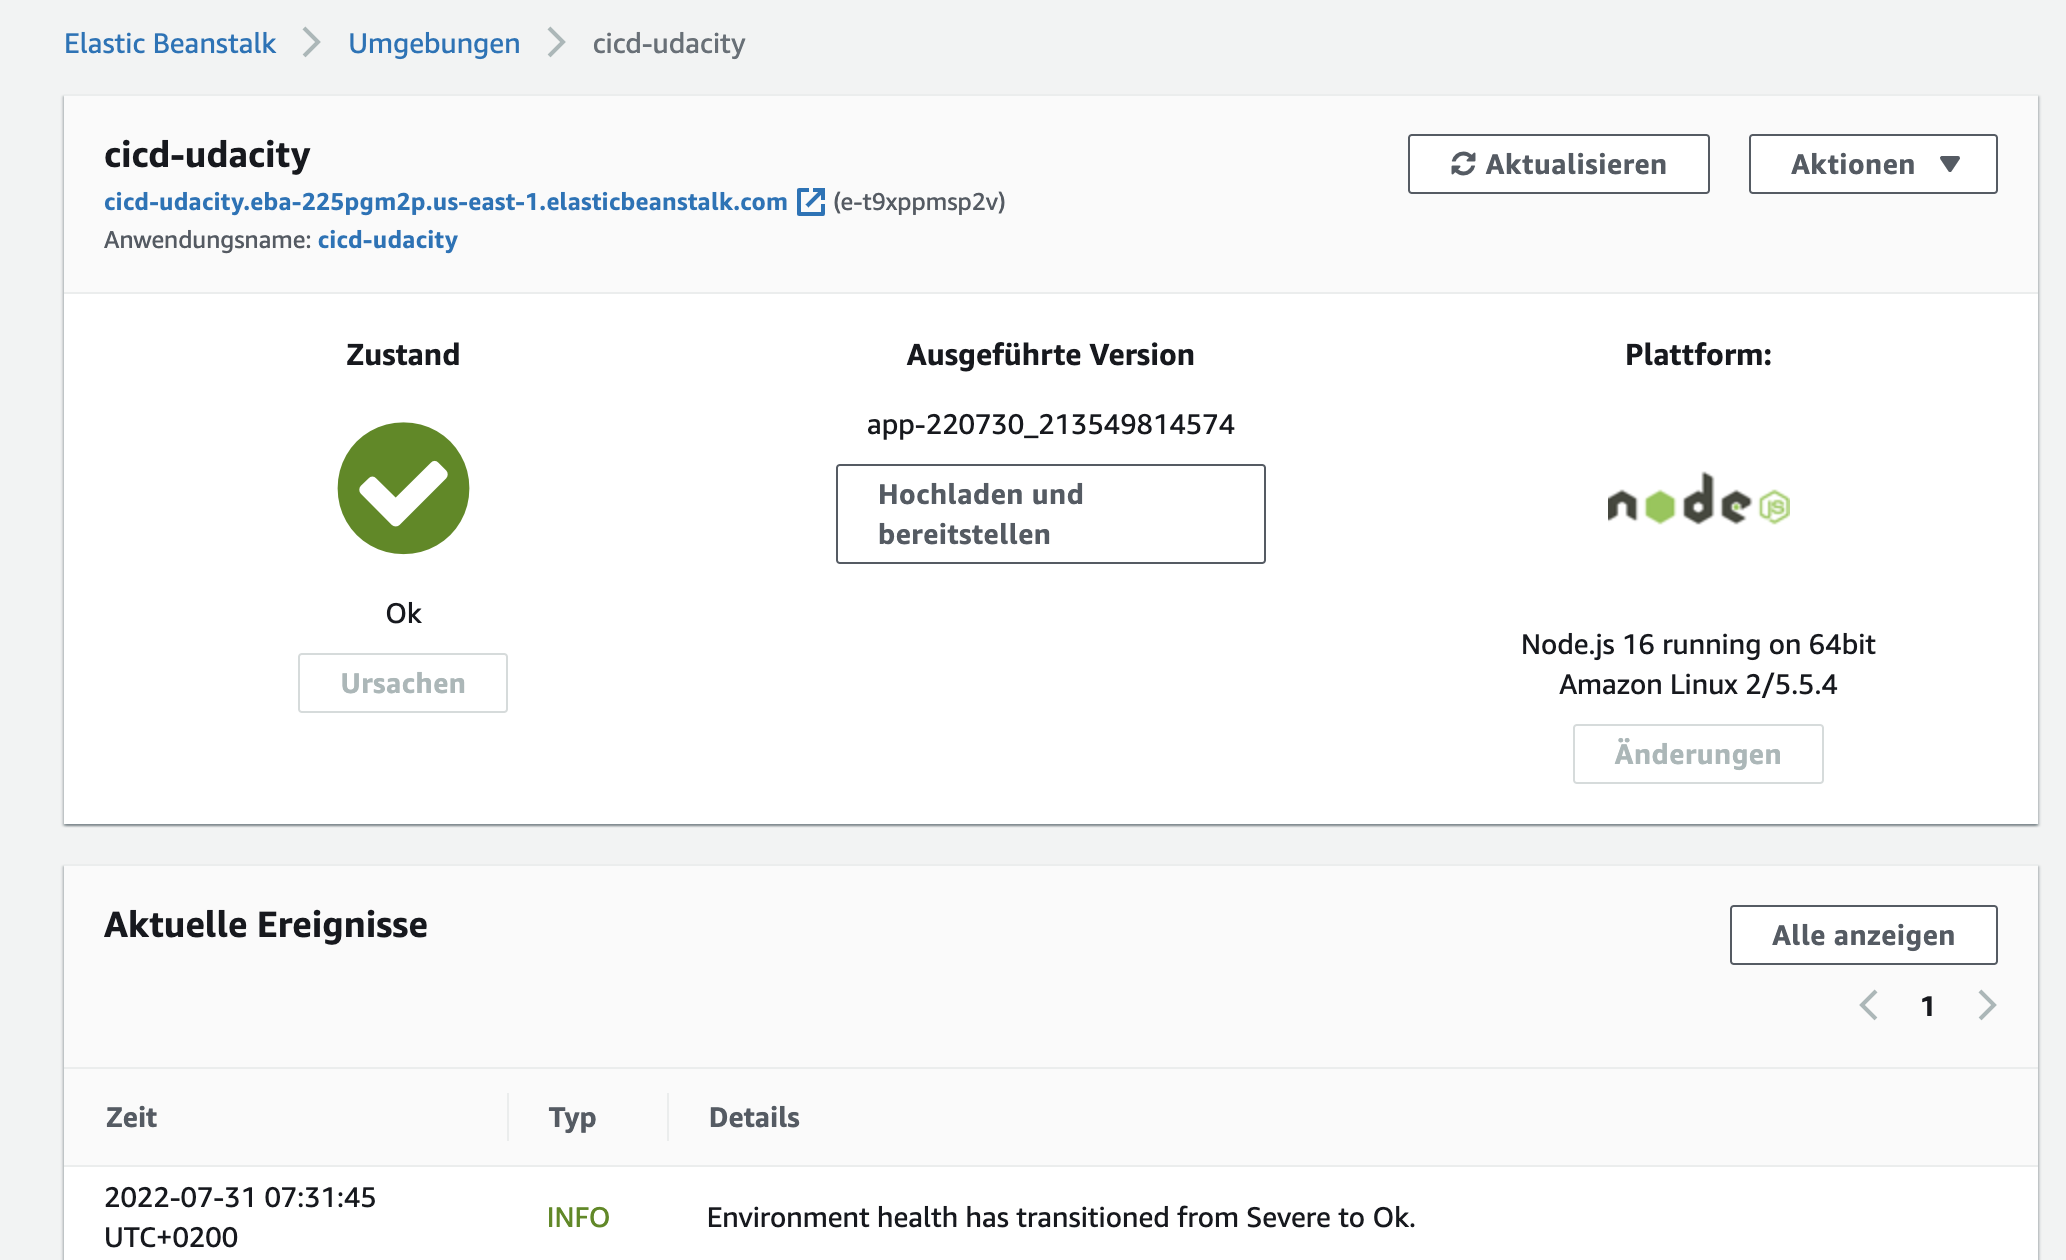 Elastic Beanstalk > Umgebungen > cicd-udacity
cicd-udacity
Aktualisieren
Aktionen
cicd-udacity.eba-225pgm2p.us-east-1.elasticbeanstalk.com (e-t9xppmsp2v)
Anwendungsname: cicd-udacity
Zustand
Ok
Ursachen
Ausgeführte Version
app-220730_213549814574
Hochladen und
bereitstellen
Plattform:
node JS
Node.js 16 running on 64bit
Amazon Linux 2/5.5.4
Änderungen
Aktuelle Ereignisse
Alle anzeigen
1
Zeit Typ Details
2022-07-31 07:31:45
UTC+0200
INFO
Environment health has transitioned from Severe to Ok.